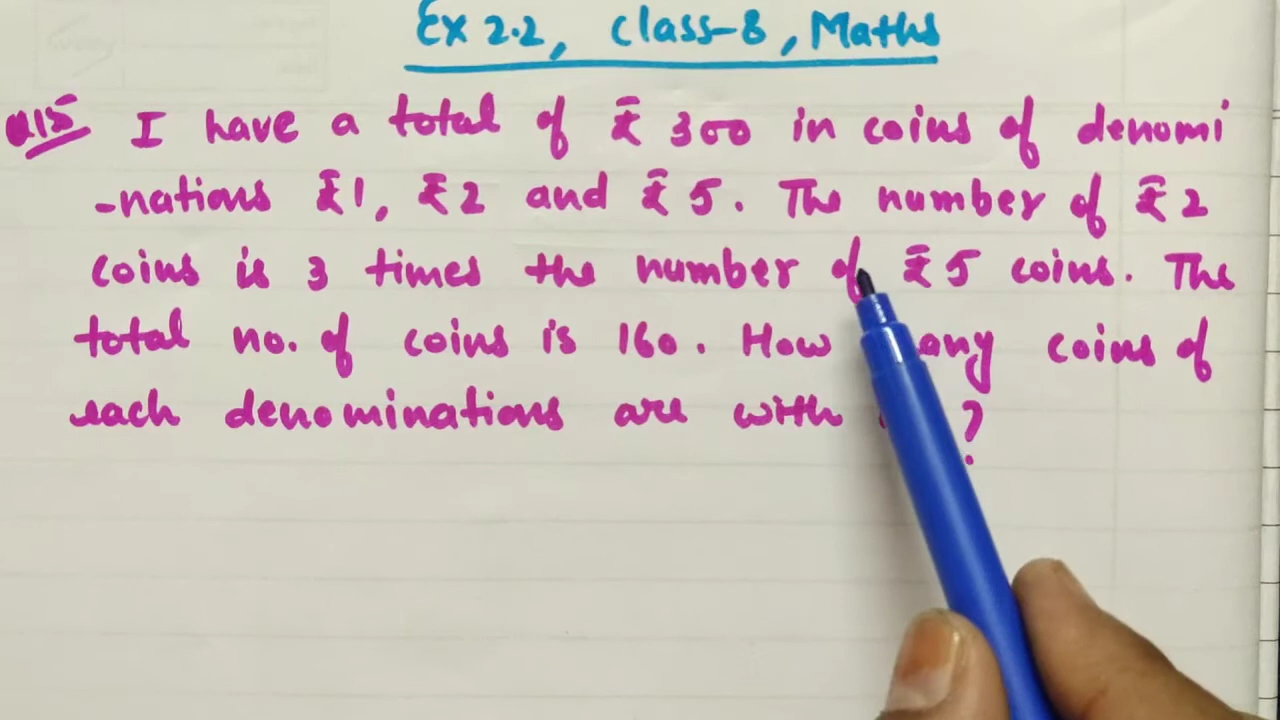 Ex 2.2, Class-8, Maths
Q15 I have a total of ₹ 300 in coins of denomi
-nations ₹1, ₹2 and ₹5. The number of ₹2
coins is 3 times the number of ₹5 coins. The
total no. of coins is 160. How any coins of
each denominations are with ?